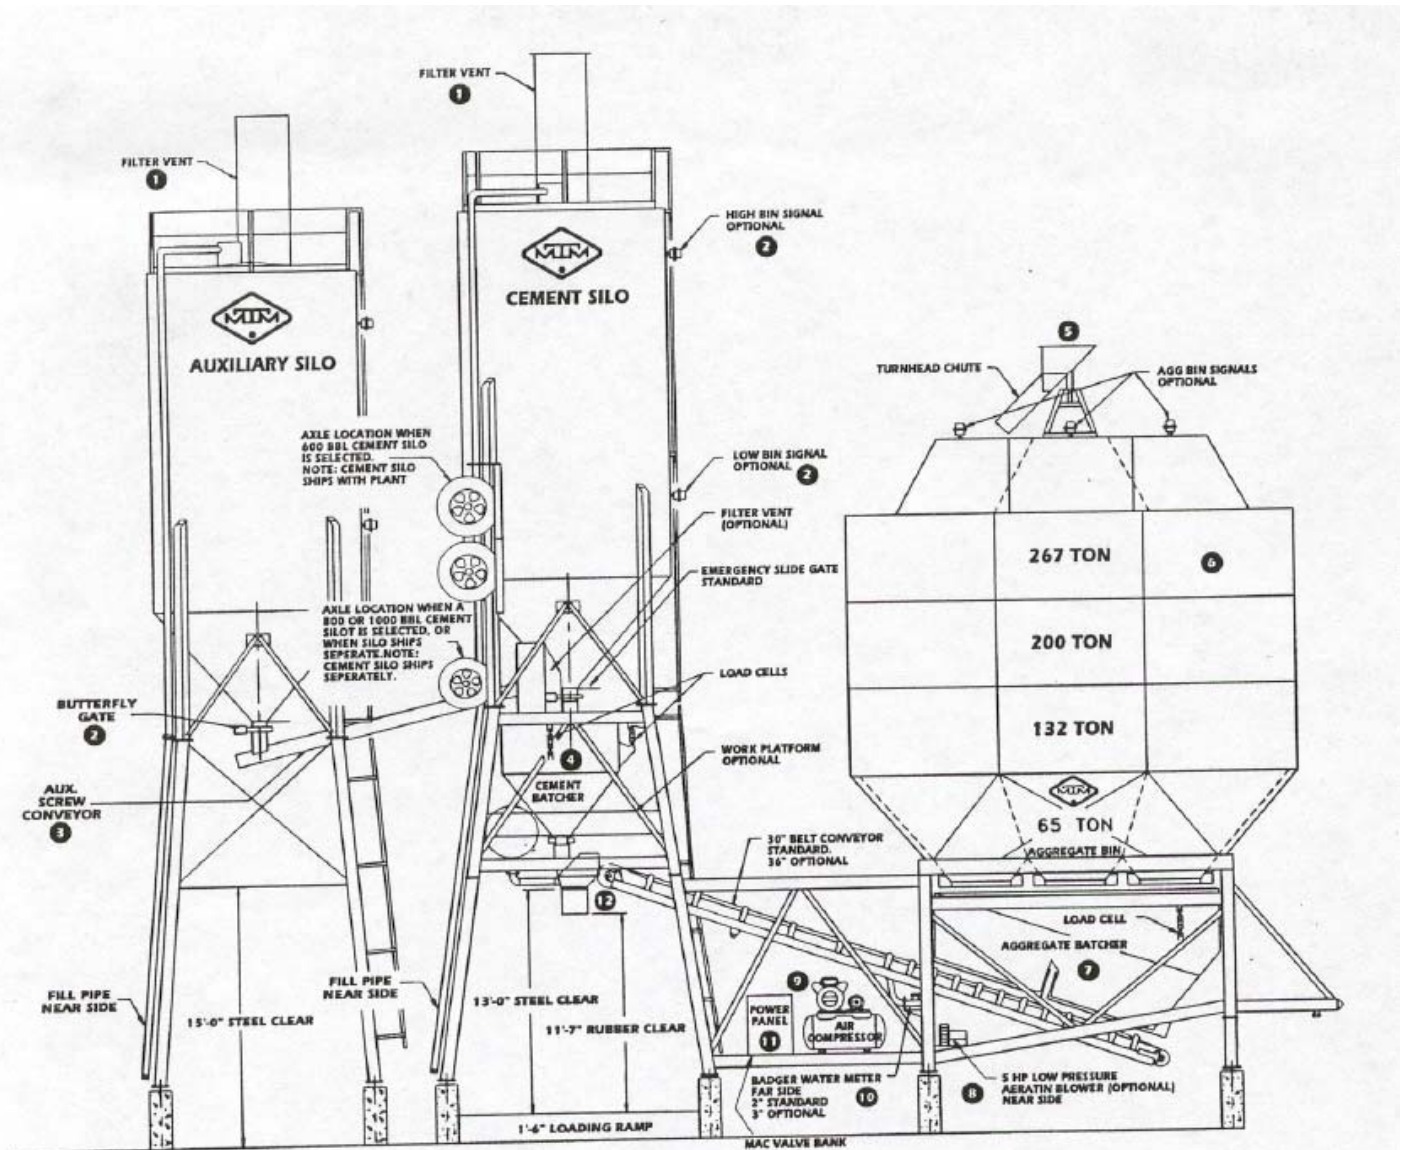 FILTER VENT
1
FILTER VENT
1
HIGH BIN SIGNAL
OPTIONAL
2
MTM
CEMENT SILO
MTM
AUXILIARY SILO
5
TURNHEAD CHUTE
AGG BIN SIGNALS
OPTIONAL
AXLE LOCATION WHEN
600 BBL CEMENT SILO
IS SELECTED.
NOTE: CEMENT SILO
SHIPS WITH PLANT
LOW BIN SIGNAL
OPTIONAL
2
FILTER VENT
(OPTIONAL)
267 TON
6
EMERGENCY SLIDE GATE
STANDARD
AXLE LOCATION WHEN A
800 OR 1000 BBL CEMENT
SILOT IS SELECTED, OR
WHEN SILO SHIPS
SEPERATE.NOTE:
CEMENT SILO SHIPS
SEPERATELY.
200 TON
LOAD CELLS
BUTTERFLY
GATE
2
132 TON
WORK PLATFORM
OPTIONAL
4
CEMENT
BATCHER
AUX.
SCREW
CONVEYOR
3
MTM
65 TON
AGGREGATE BIN
30" BELT CONVEYOR
STANDARD.
36" OPTIONAL
12
LOAD CELL
AGGREGATE BATCHER
7
FILL PIPE
NEAR SIDE
FILL PIPE
NEAR SIDE
15'-0" STEEL CLEAR
13'-0" STEEL CLEAR
11'-7" RUBBER CLEAR
9
POWER
PANEL
11
AIR
COMPRESSOR
BADGER WATER METER
FAR SIDE
2" STANDARD
3" OPTIONAL
10
8
5 HP LOW PRESSURE
AERATIN BLOWER (OPTIONAL)
NEAR SIDE
1'-6" LOADING RAMP
MAC VALVE BANK